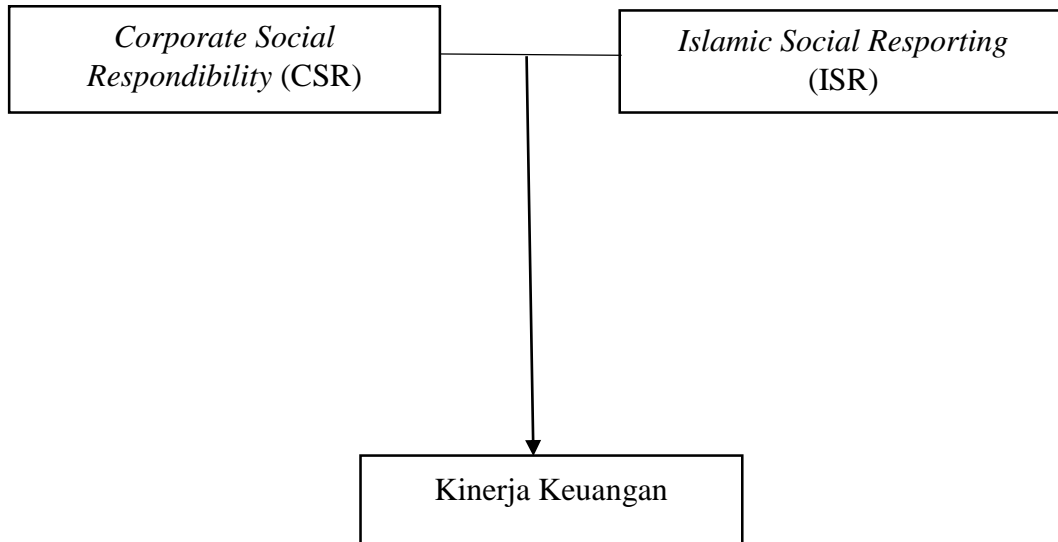 Corporate Social
Respondibility (CSR)
Islamic Social Resporting
(ISR)
Kinerja Keuangan